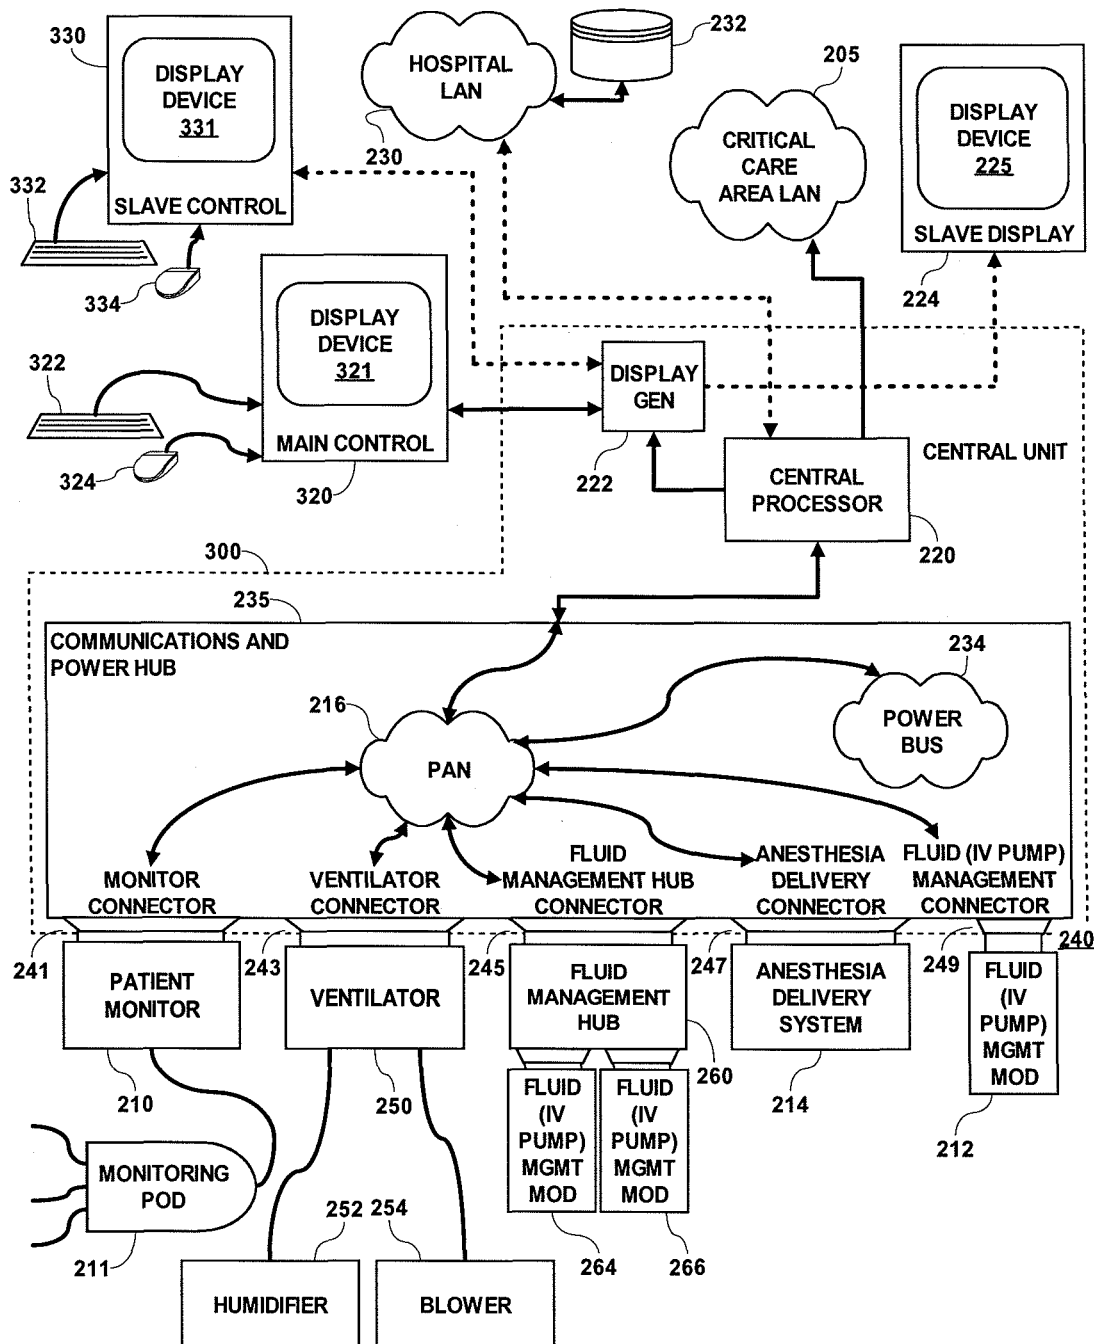 330
DISPLAY
DEVICE
331
SLAVE CONTROL
332
334
HOSPITAL
LAN
230
232
205
CRITICAL
CARE
AREA LAN
DISPLAY
DEVICE
225
SLAVE DISPLAY
224
322
324
DISPLAY
DEVICE
321
MAIN CONTROL
320
DISPLAY
GEN
222
CENTRAL UNIT
CENTRAL
PROCESSOR
220
300
235
COMMUNICATIONS AND
POWER HUB
216
PAN
234
POWER
BUS
MONITOR
CONNECTOR
VENTILATOR
CONNECTOR
FLUID
MANAGEMENT HUB
CONNECTOR
ANESTHESIA
DELIVERY
CONNECTOR
FLUID (IV PUMP)
MANAGEMENT
CONNECTOR
241
243
245
247
249
240
PATIENT
MONITOR
210
VENTILATOR
250
FLUID
MANAGEMENT
HUB
260
ANESTHESIA
DELIVERY
SYSTEM
214
FLUID
(IV
PUMP)
MGMT
MOD
212
FLUID
(IV
PUMP)
MGMT
MOD
264
FLUID
(IV
PUMP)
MGMT
MOD
266
MONITORING
POD
211
252
HUMIDIFIER
254
BLOWER